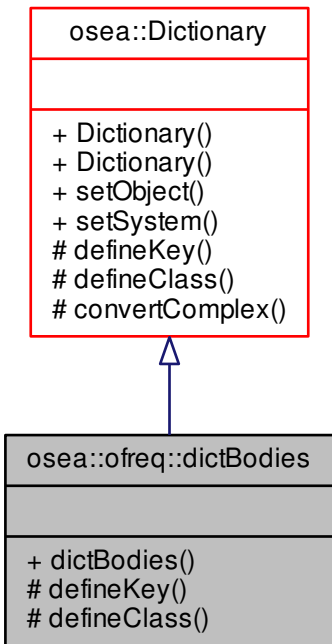 osea::Dictionary
+ Dictionary()
+ Dictionary()
+ setObject()
+ setSystem()
# defineKey()
# defineClass()
# convertComplex()
osea::ofreq::dictBodies
+ dictBodies()
# defineKey()
# defineClass()